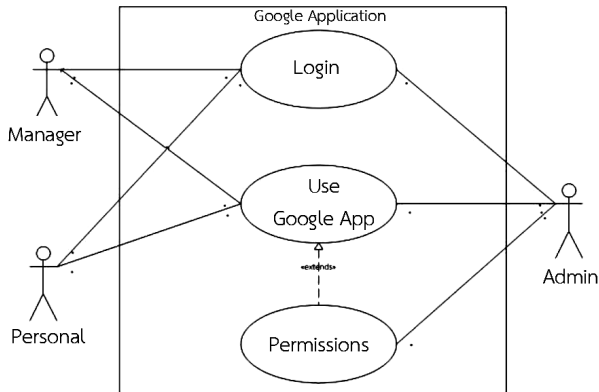 Google Application
Login
Manager
Use
Google App
«extends»
Admin
Personal
Permissions